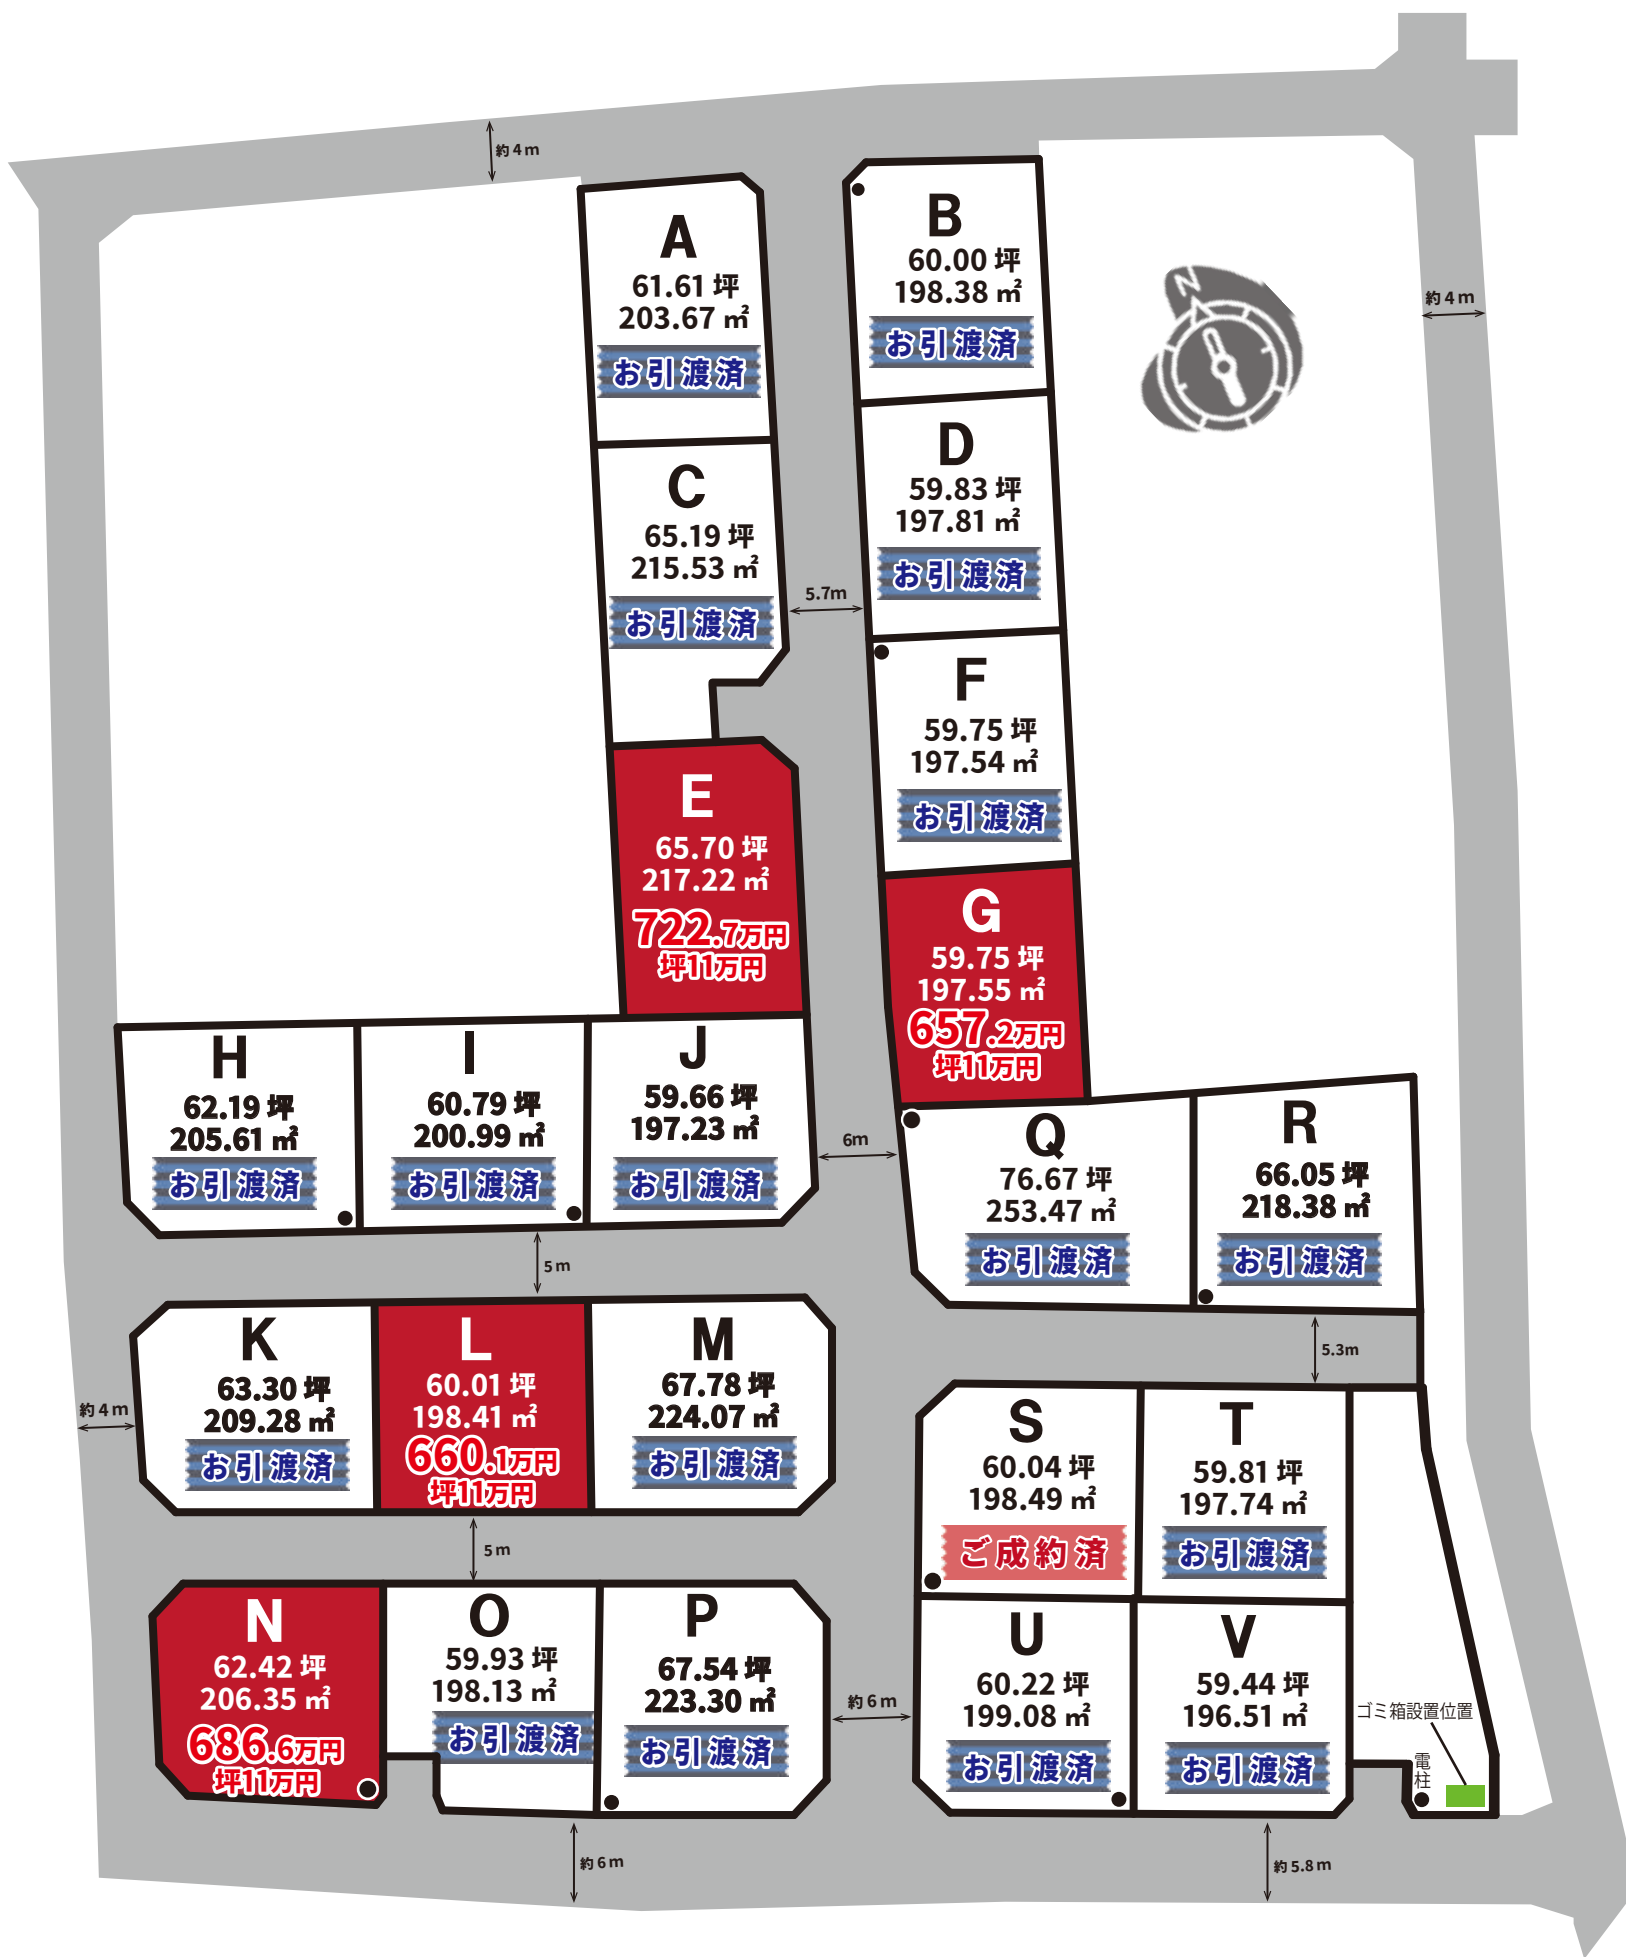 約4m
A
61.61 坪
203.67 ㎡
お引渡済
B
60.00 坪
198.38 ㎡
お引渡済
N
約4m
C
65.19 坪
215.53 ㎡
お引渡済
D
59.83 坪
197.81 ㎡
お引渡済
5.7m
E
65.70 坪
217.22 ㎡
722.7万円
坪11万円
F
59.75 坪
197.54 ㎡
お引渡済
G
59.75 坪
197.55 ㎡
657.2万円
坪11万円
H
62.19 坪
205.61 ㎡
お引渡済
I
60.79 坪
200.99 ㎡
お引渡済
J
59.66 坪
197.23 ㎡
お引渡済
6m
Q
76.67 坪
253.47 ㎡
お引渡済
R
66.05 坪
218.38 ㎡
お引渡済
5m
5.3m
K
63.30 坪
209.28 ㎡
お引渡済
約4m
L
60.01 坪
198.41 ㎡
660.1万円
坪11万円
M
67.78 坪
224.07 ㎡
お引渡済
S
60.04 坪
198.49 ㎡
ご成約済
T
59.81 坪
197.74 ㎡
お引渡済
5m
N
62.42 坪
206.35 ㎡
686.6万円
坪11万円
O
59.93 坪
198.13 ㎡
お引渡済
P
67.54 坪
223.30 ㎡
お引渡済
約6m
U
60.22 坪
199.08 ㎡
お引渡済
V
59.44 坪
196.51 ㎡
お引渡済
ゴミ箱設置位置
電柱
約6m
約5.8m